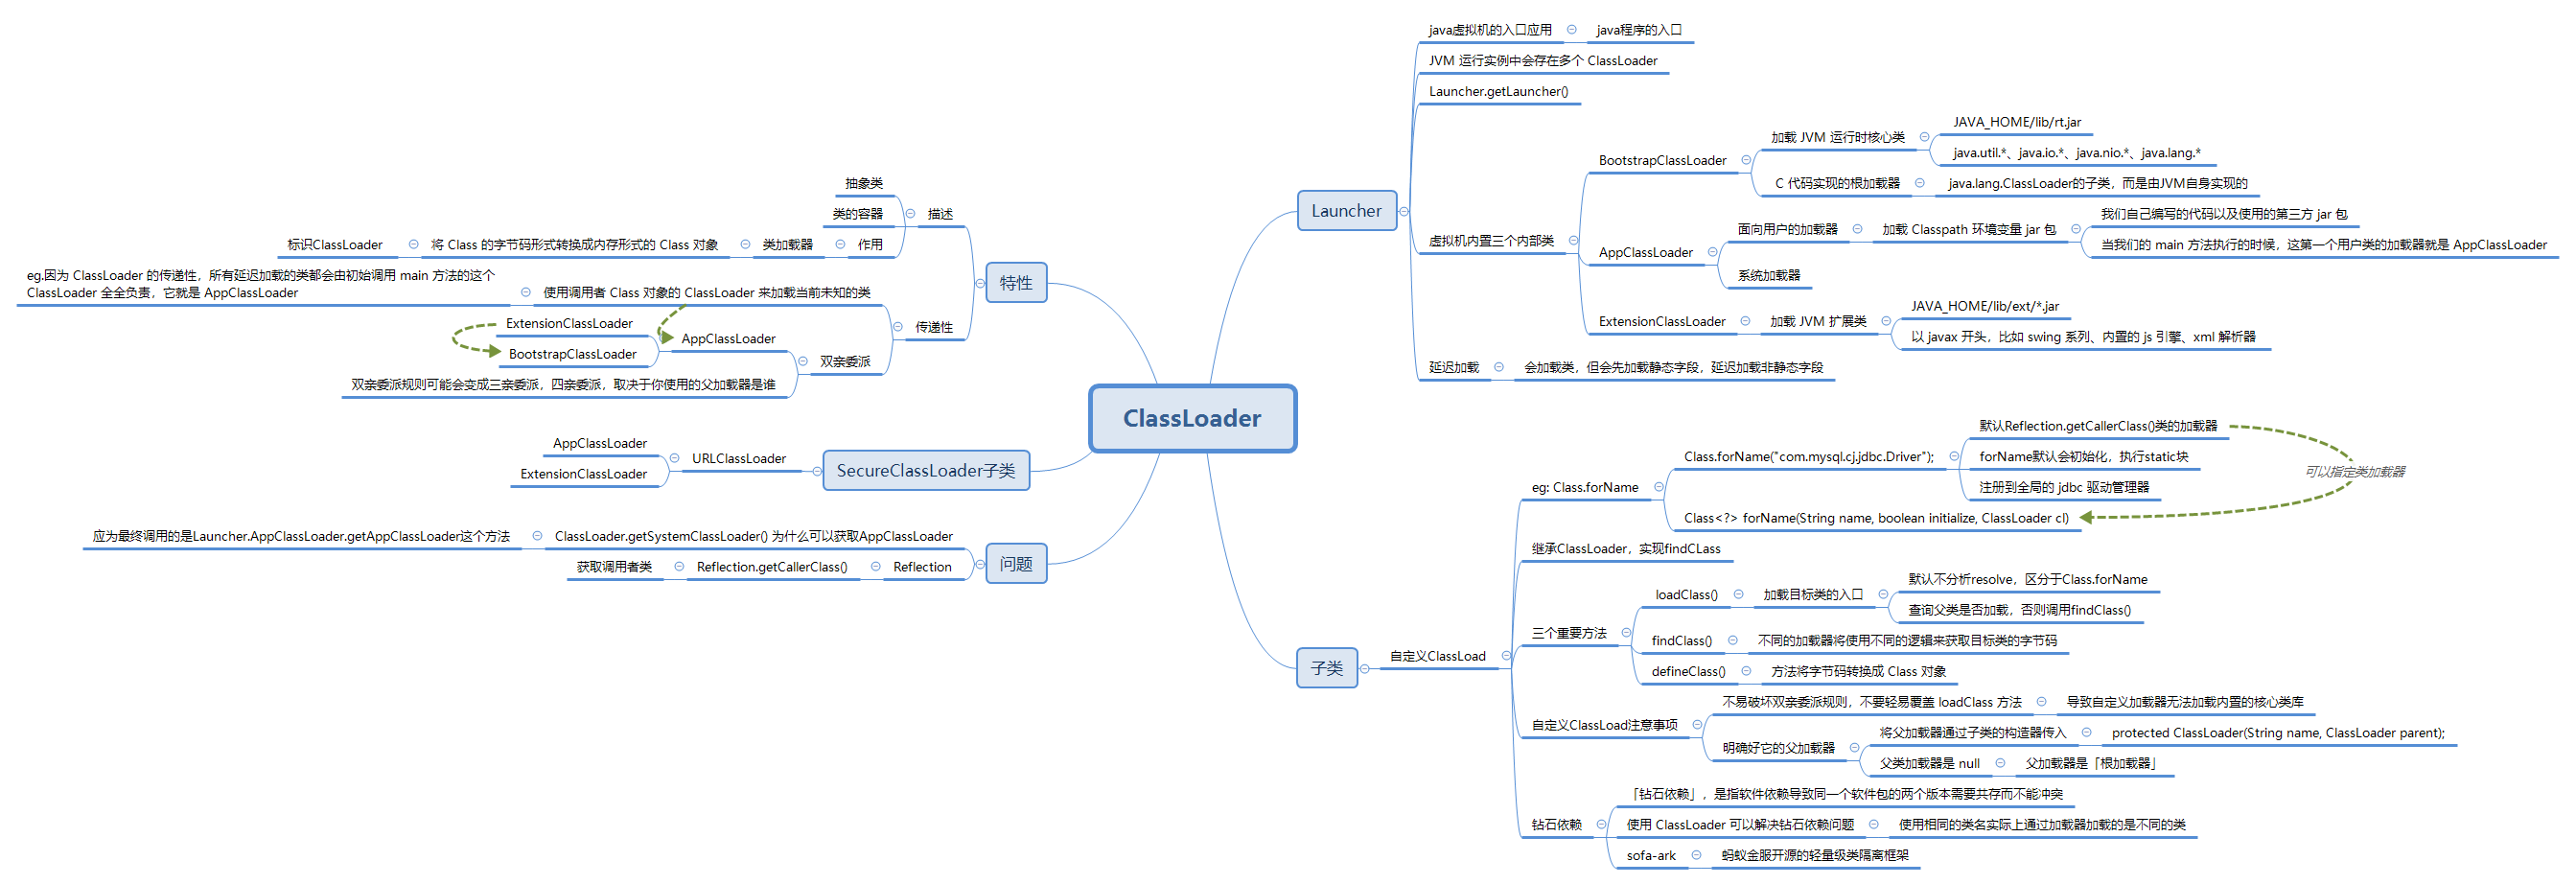 ClassLoader
Launcher
java虚拟机的入口应用
java程序的入口
JVM 运行实例中会存在多个 ClassLoader
Launcher.getLauncher()
虚拟机内置三个内部类
BootstrapClassLoader
加载 JVM 运行时核心类
JAVA_HOME/lib/rt.jar
java.util.*、java.io.*、java.nio.*、java.lang.*
C 代码实现的根加载器
java.lang.ClassLoader的子类，而是由JVM自身实现的
AppClassLoader
面向用户的加载器
加载 Classpath 环境变量 jar 包
我们自己编写的代码以及使用的第三方 jar 包
当我们的 main 方法执行的时候，这第一个用户类的加载器就是 AppClassLoader
系统加载器
ExtensionClassLoader
加载 JVM 扩展类
JAVA_HOME/lib/ext/*.jar
以 javax 开头，比如 swing 系列、内置的 js 引擎、xml 解析器
延迟加载
会加载类，但会先加载静态字段，延迟加载非静态字段
子类
自定义ClassLoad
eg: Class.forName
Class.forName("com.mysql.cj.jdbc.Driver");
默认Reflection.getCallerClass()类的加载器
forName默认会初始化，执行static块
注册到全局的 jdbc 驱动管理器
可以指定类加载器
Class<?> forName(String name, boolean initialize, ClassLoader cl)
继承ClassLoader，实现findCLass
三个重要方法
loadClass()
加载目标类的入口
默认不分析resolve，区分于Class.forName
查询父类是否加载，否则调用findClass()
findClass()
不同的加载器将使用不同的逻辑来获取目标类的字节码
defineClass()
方法将字节码转换成 Class 对象
自定义ClassLoad注意事项
不易破坏双亲委派规则，不要轻易覆盖 loadClass 方法
导致自定义加载器无法加载内置的核心类库
明确好它的父加载器
将父加载器通过子类的构造器传入
protected ClassLoader(String name, ClassLoader parent);
父类加载器是 null
父加载器是「根加载器」
钻石依赖
「钻石依赖」，是指软件依赖导致同一个软件包的两个版本需要共存而不能冲突
使用 ClassLoader 可以解决钻石依赖问题
使用相同的类名实际上通过加载器加载的是不同的类
sofa-ark
蚂蚁金服开源的轻量级类隔离框架
特性
描述
抽象类
类的容器
作用
类加载器
将 Class 的字节码形式转换成内存形式的 Class 对象
标识ClassLoader
传递性
使用调用者 Class 对象的 ClassLoader 来加载当前未知的类
eg.因为 ClassLoader 的传递性，所有延迟加载的类都会由初始调用 main 方法的这个
ClassLoader 全全负责，它就是 AppClassLoader
双亲委派
AppClassLoader
ExtensionClassLoader
BootstrapClassLoader
双亲委派规则可能会变成三亲委派，四亲委派，取决于你使用的父加载器是谁
SecureClassLoader子类
URLClassLoader
AppClassLoader
ExtensionClassLoader
问题
ClassLoader.getSystemClassLoader() 为什么可以获取AppClassLoader
应为最终调用的是Launcher.AppClassLoader.getAppClassLoader这个方法
Reflection
Reflection.getCallerClass()
获取调用者类